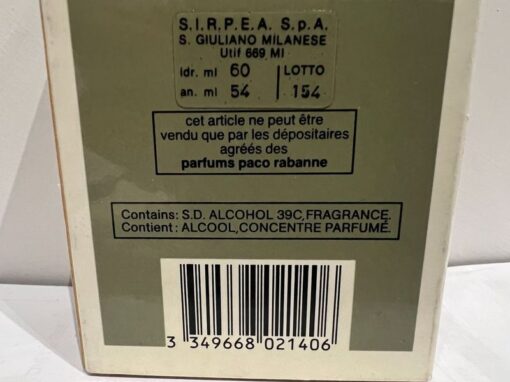 S.I.R.P.E.A. S.p.A.
S. GIULIANO MILANESE
Utif 669 MI
Idr. ml 60 LOTTO
an. ml 54 154
cet article ne peut être
vendu que par les dépositaires
agréés des
parfums paco rabanne
Contains: S.D. ALCOHOL 39C,FRAGRANCE.
Contient: ALCOOL,CONCENTRE PARFUMÉ.
3 349668 021406